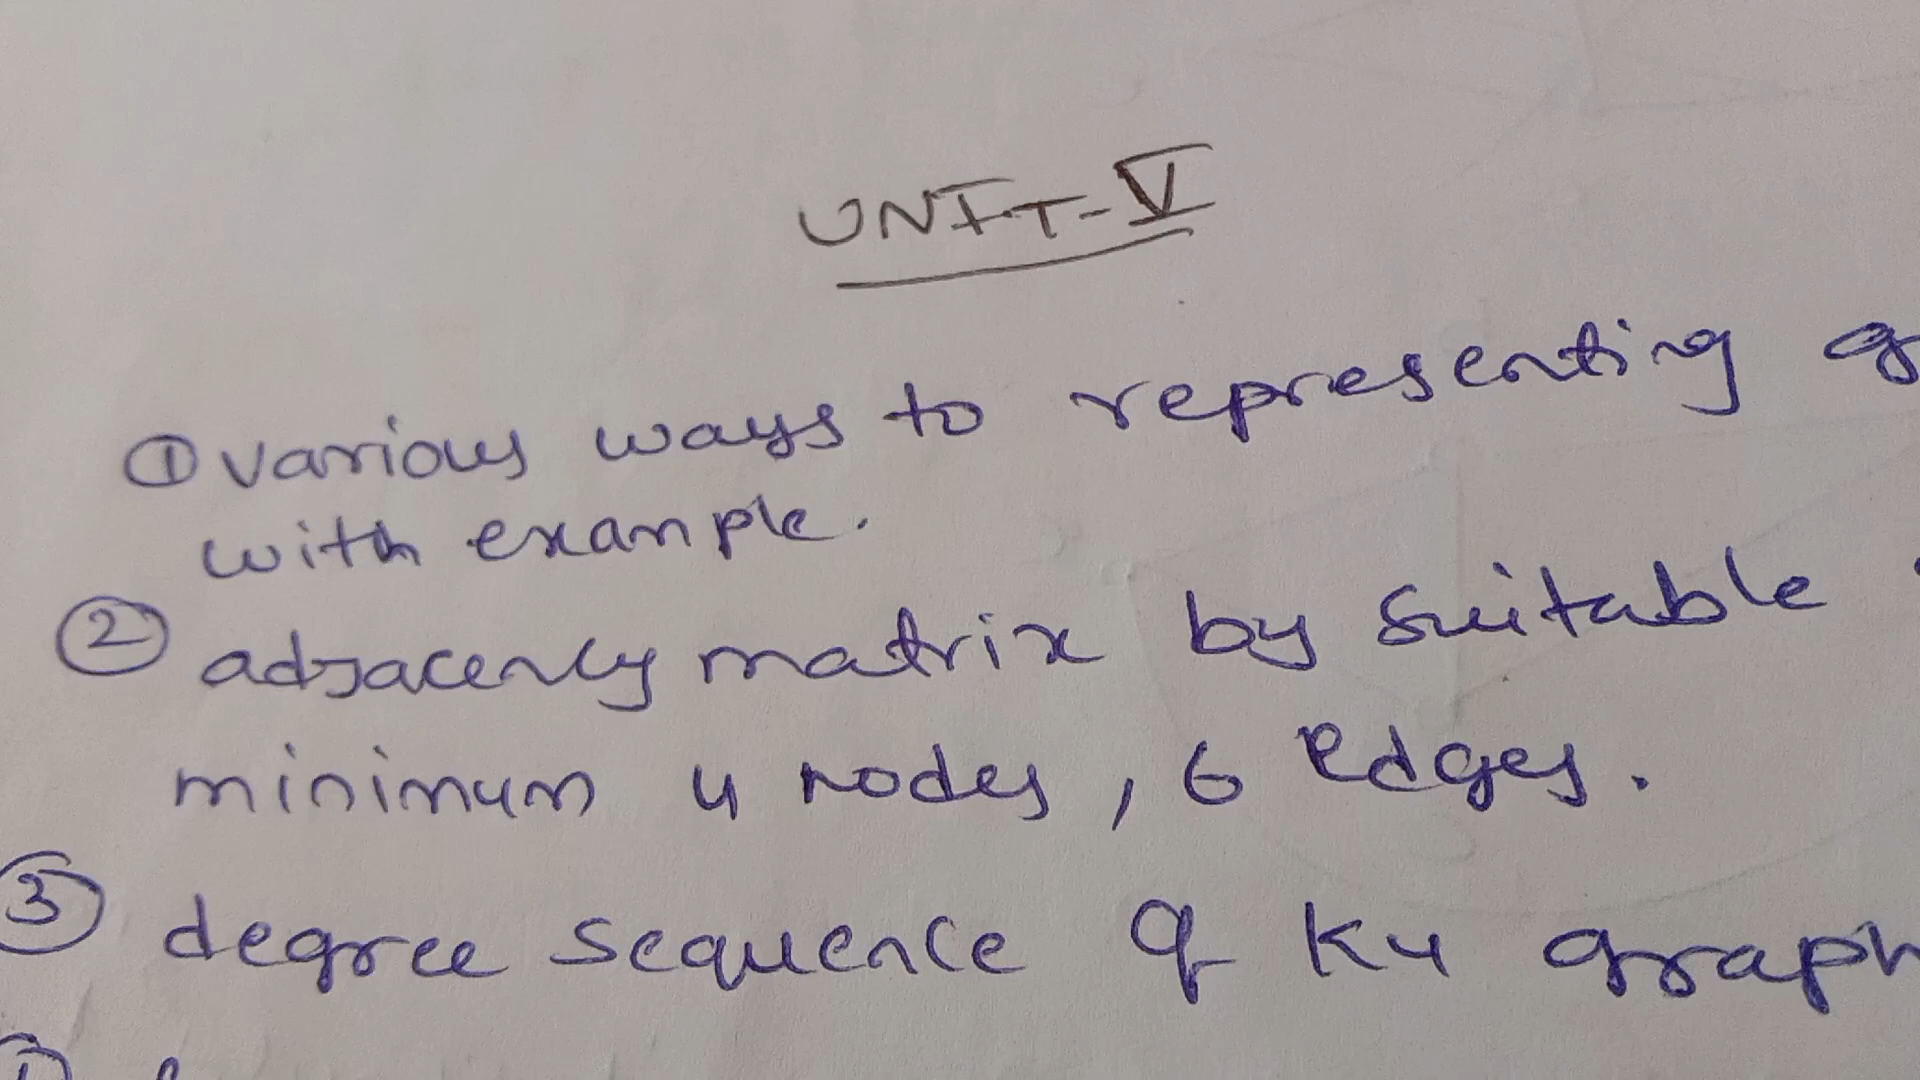 UNIT-V
① various ways to representing
with example.
② adjacency matrix by suitable
minimum 4 nodes, 6 edges.
③ degree sequence of K4 graph